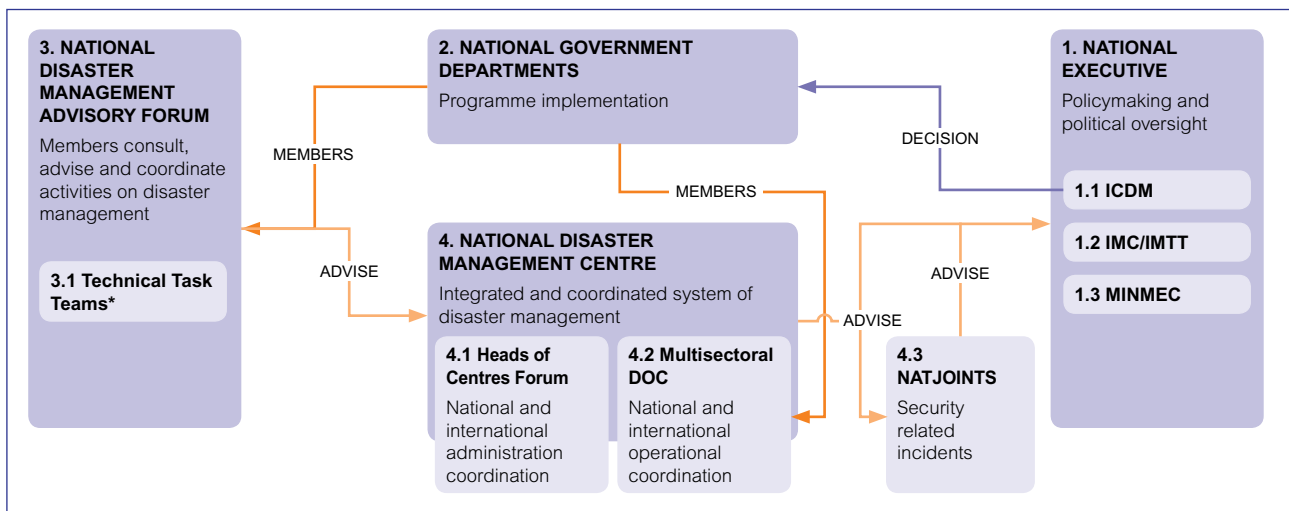 3. NATIONAL
DISASTER
MANAGEMENT
ADVISORY FORUM
Members consult,
advise and coordinate
activities on disaster
management
3.1 Technical Task
Teams*
2. NATIONAL GOVERNMENT
DEPARTMENTS
Programme implementation
1. NATIONAL
EXECUTIVE
Policymaking and
political oversight
1.1 ICDM
1.2 IMC/IMTT
1.3 MINMEC
MEMBERS
MEMBERS
DECISION
ADVISE
ADVISE
ADVISE
4. NATIONAL DISASTER
MANAGEMENT CENTRE
Integrated and coordinated system of
disaster management
4.1 Heads of
Centres Forum
National and
international
administration
coordination
4.2 Multisectoral
DOC
National and
international
operational
coordination
4.3
NATJOINTS
Security
related
incidents